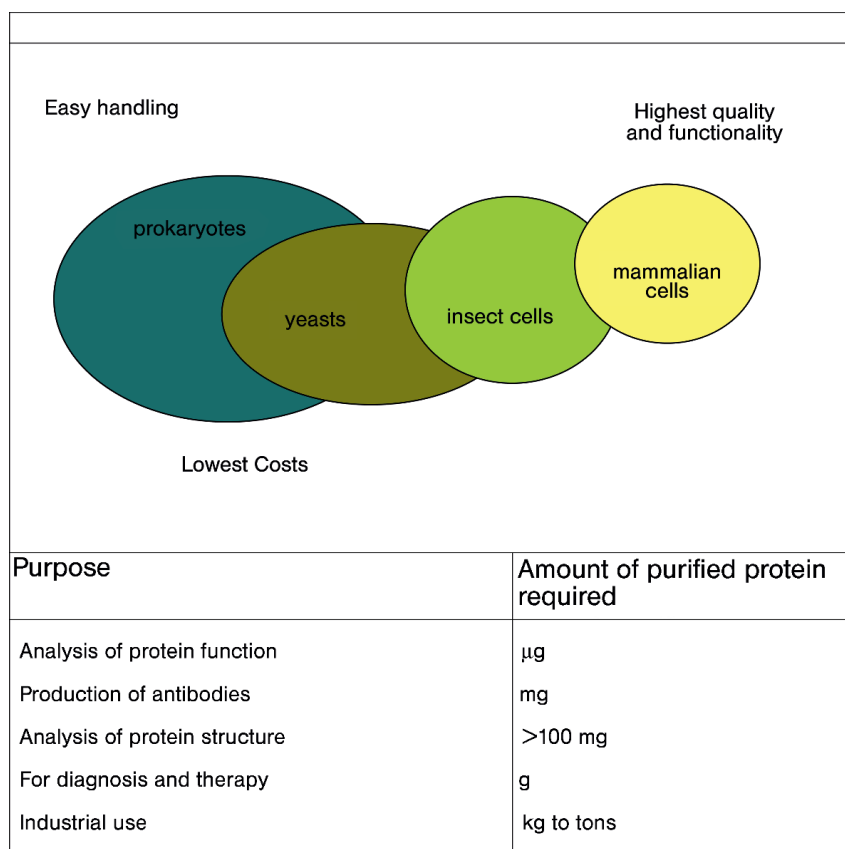 Easy handling
Highest quality
and functionality
prokaryotes
yeasts
insect cells
mammalian
cells
Lowest Costs
Purpose
Amount of purified protein
required
Analysis of protein function
μg
Production of antibodies
mg
Analysis of protein structure
>100 mg
For diagnosis and therapy
g
Industrial use
kg to tons